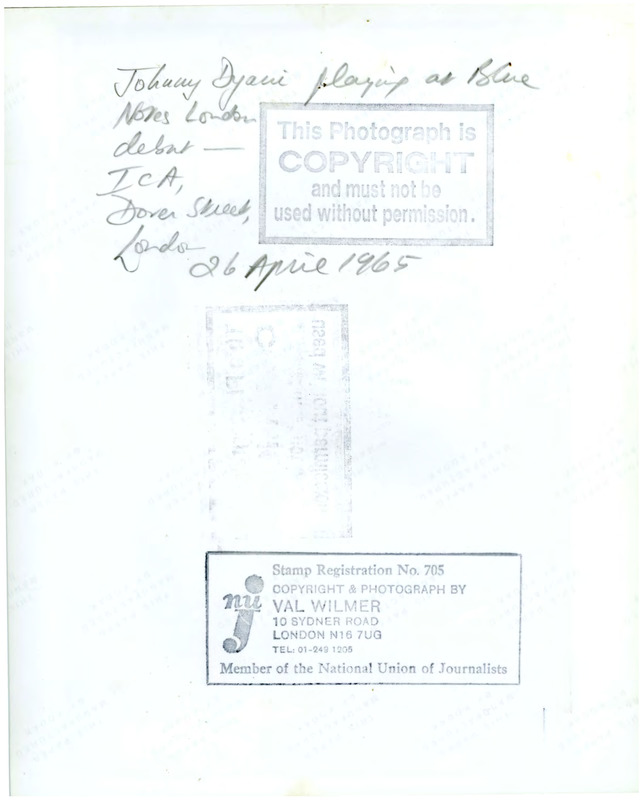 Johnny Dyani playing at Blue
Notes London
debut —
ICA,
Dover Street,
London
26 April 1965
This Photograph is
COPYRIGHT
and must not be
used without permission.
Stamp Registration No. 705
nuj
COPYRIGHT & PHOTOGRAPH BY
VAL WILMER
10 SYDNER ROAD
LONDON N16 7UG
TEL: 01-249 1205
Member of the National Union of Journalists